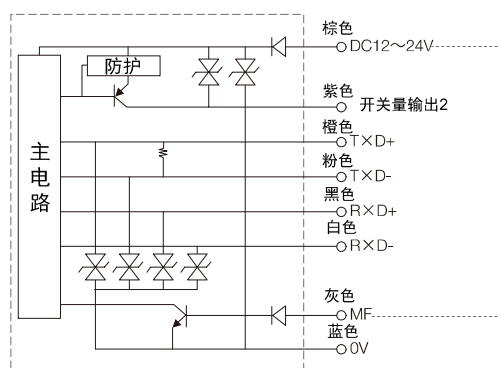 棕色
DC12～24V
防护
紫色
开关量输出2
橙色
T×D+
粉色
T×D-
主电路
黑色
R×D+
白色
R×D-
灰色
MF
蓝色
0V